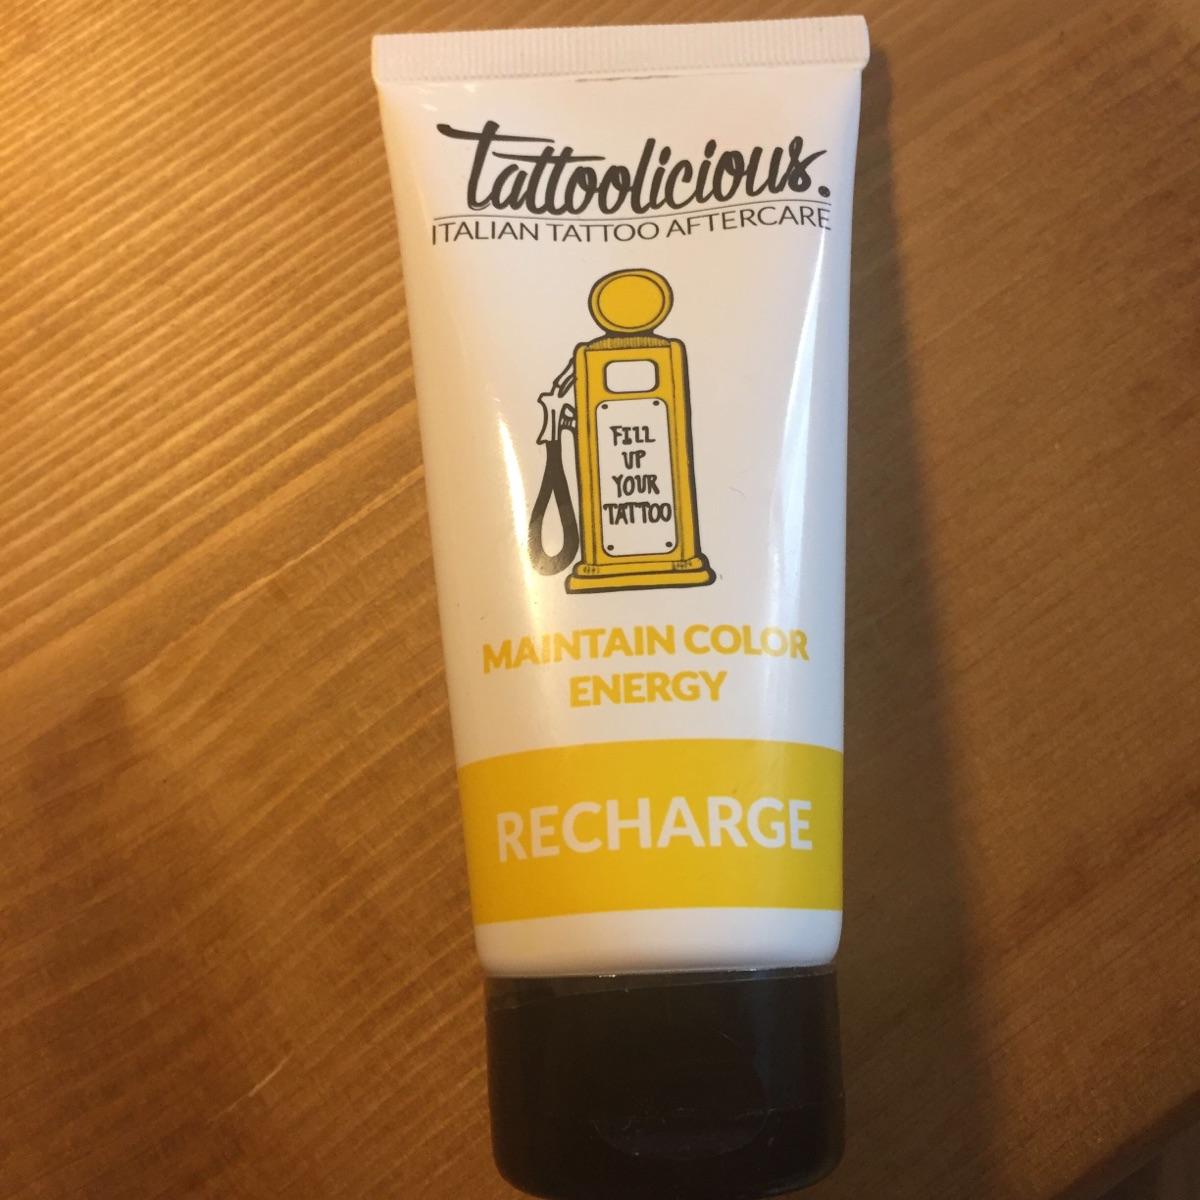 tattoolicious.
ITALIAN TATTOO AFTERCARE
FILL
UP
YOUR
TATTOO
MAINTAIN COLOR
ENERGY
RECHARGE